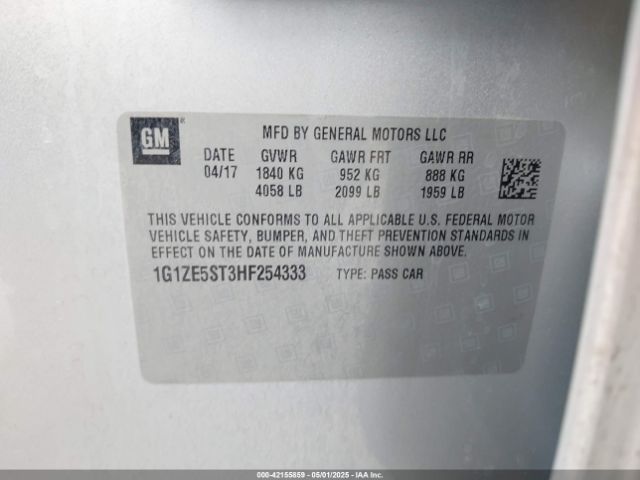 GM®
MFD BY GENERAL MOTORS LLC
DATE GVWR GAWR FRT GAWR RR
04/17 1840 KG 952 KG 888 KG
4058 LB 2099 LB 1959 LB
THIS VEHICLE CONFORMS TO ALL APPLICABLE U.S. FEDERAL MOTOR
VEHICLE SAFETY, BUMPER, AND THEFT PREVENTION STANDARDS IN
EFFECT ON THE DATE OF MANUFACTURE SHOWN ABOVE.
1G1ZE5ST3HF254333 TYPE: PASS CAR
000-42155859 - 05/01/2025 - IAAI.COM